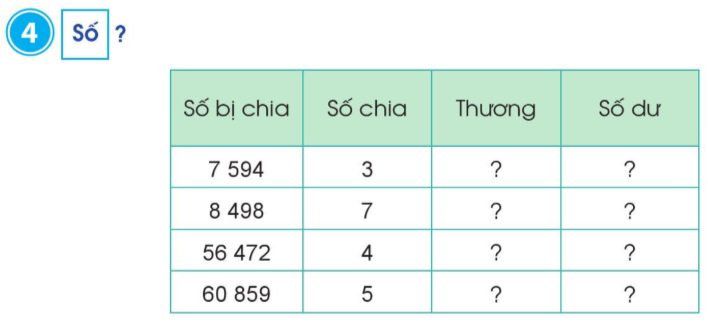 4 Số ?
Số bị chia Số chia Thương Số dư
7 594 3 ? ?
8 498 7 ? ?
56 472 4 ? ?
60 859 5 ? ?